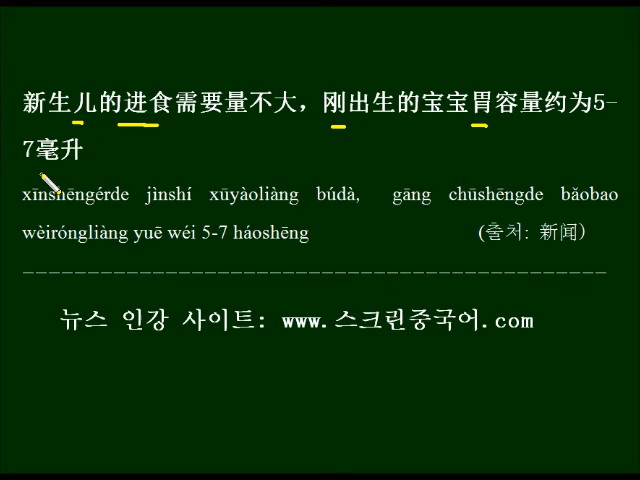 新生儿的进食需要量不大，刚出生的宝宝胃容量约为5-
7毫升
xīnshēngérde jìnshí xūyàoliàng búdà, gāng chūshēngde bǎobao
wèiróngliàng yuē wéi 5-7 háoshēng (출처: 新闻)
------------------------------------------------
뉴스 인강 사이트: www.스크린중국어.com